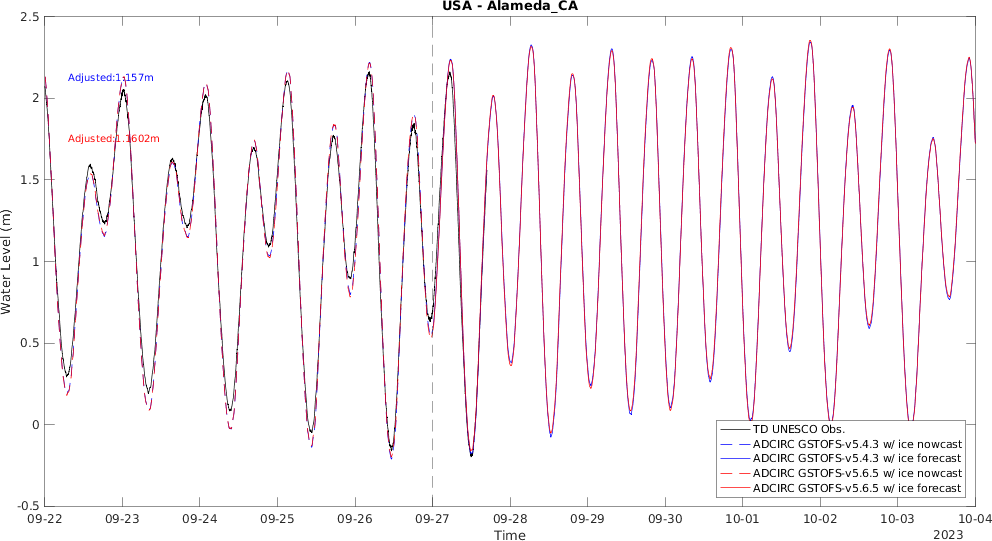 USA - Alameda_CA
2.5
2
1.5
1
0.5
0
-0.5
Water Level (m)
Adjusted:1.157m
Adjusted:1.1602m
TD UNESCO Obs.
ADCIRC GSTOFS-v5.4.3 w/ ice nowcast
ADCIRC GSTOFS-v5.4.3 w/ ice forecast
ADCIRC GSTOFS-v5.6.5 w/ ice nowcast
ADCIRC GSTOFS-v5.6.5 w/ ice forecast
09-22 09-23 09-24 09-25 09-26 09-27 09-28 09-29 09-30 10-01 10-02 10-03 10-04
Time
2023